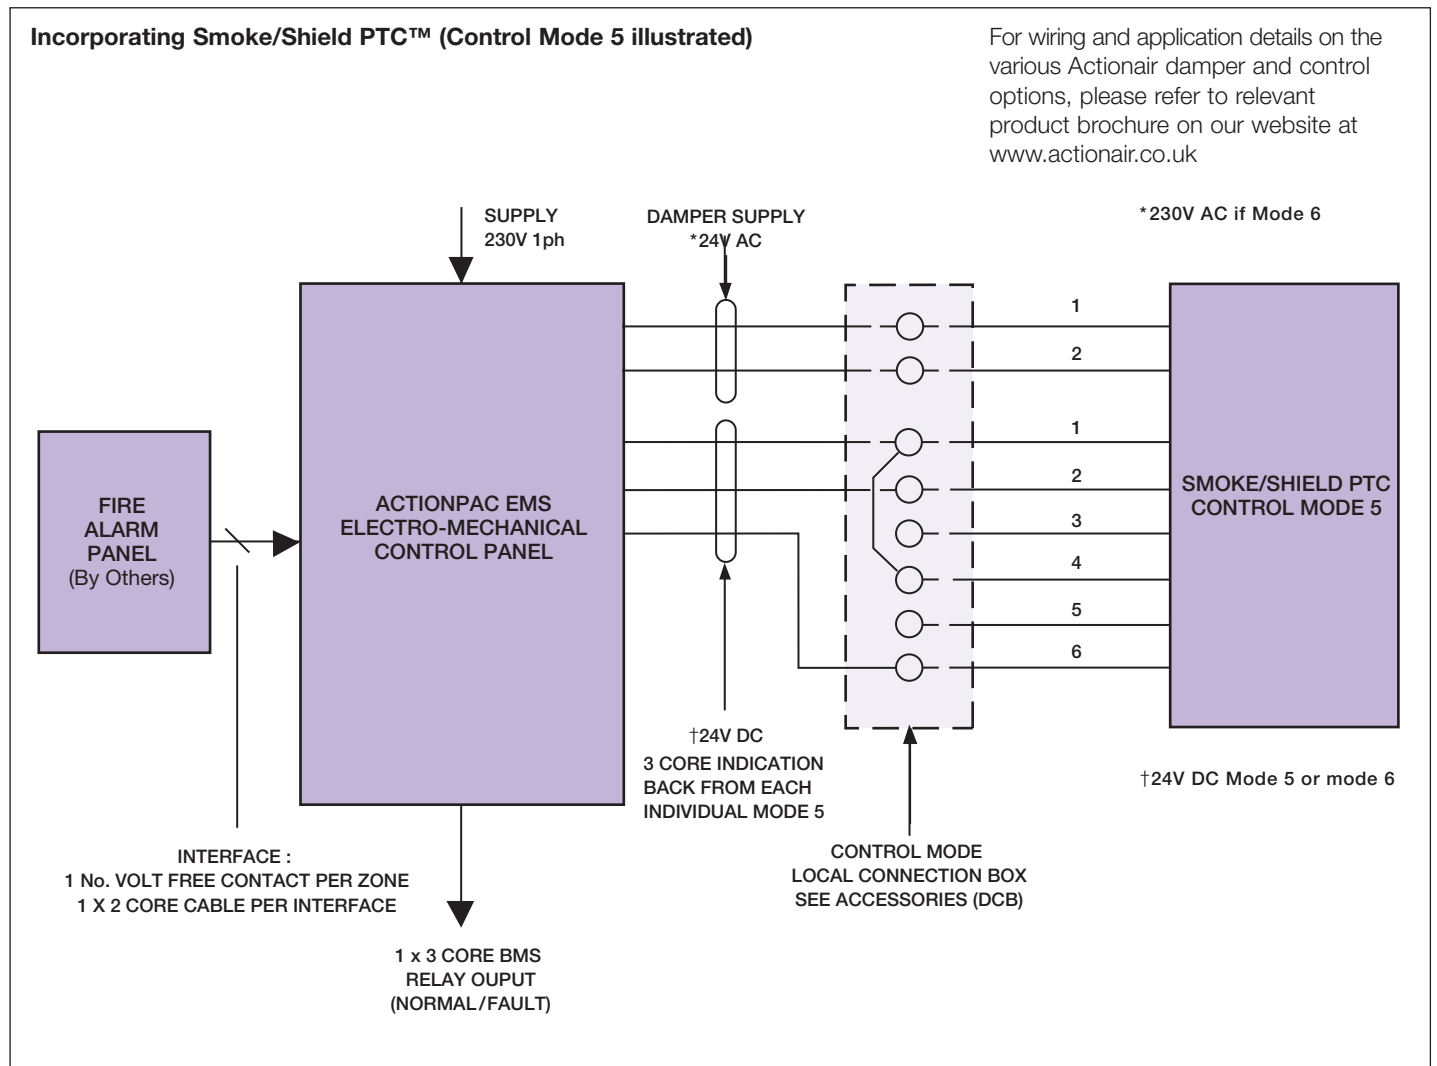 Incorporating Smoke/Shield PTC™ (Control Mode 5 illustrated)
For wiring and application details on the
various Actionair damper and control
options, please refer to relevant
product brochure on our website at
www.actionair.co.uk
SUPPLY
230V 1ph
DAMPER SUPPLY
*24V AC
*230V AC if Mode 6
1
2
1
2
3
4
5
6
FIRE
ALARM
PANEL
(By Others)
ACTIONPAC EMS
ELECTRO-MECHANICAL
CONTROL PANEL
SMOKE/SHIELD PTC
CONTROL MODE 5
†24V DC
3 CORE INDICATION
BACK FROM EACH
INDIVIDUAL MODE 5
†24V DC Mode 5 or mode 6
INTERFACE :
1 No. VOLT FREE CONTACT PER ZONE
1 X 2 CORE CABLE PER INTERFACE
CONTROL MODE
LOCAL CONNECTION BOX
SEE ACCESSORIES (DCB)
1 x 3 CORE BMS
RELAY OUPUT
(NORMAL/FAULT)